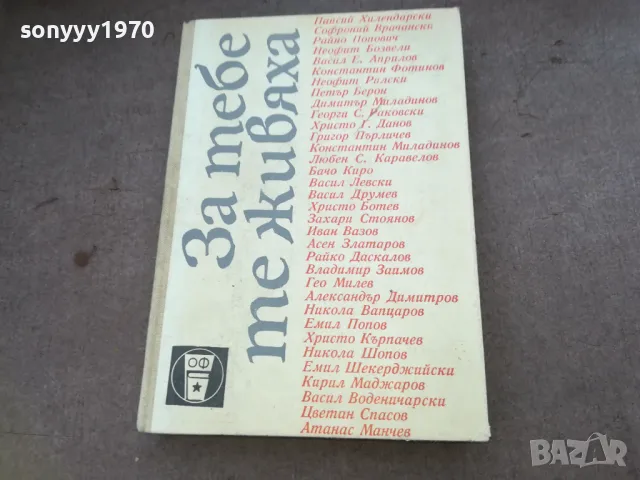 sonyyy1970
За тебе
те живяха
Паисий Хилендарски
Софроний Врачански
Райно Попович
Неофит Бозвели
Васил Е. Априлов
Константин Фотинов
Неофит Рилски
Петър Берон
Димитър Миладинов
Георги С. Раковски
Христо Г. Данов
Григор Пърличев
Константин Миладинов
Любен С. Каравелов
Бачо Киро
Васил Левски
Васил Друмев
Христо Ботев
Захари Стоянов
Иван Вазов
Асен Златаров
Райко Даскалов
Владимир Заимов
Гео Милев
Александър Димитров
Никола Вапцаров
Емил Попов
Христо Кърпачев
Никола Шопов
Емил Шекерджийски
Кирил Маджаров
Васил Воденичарски
Цветан Спасов
Атанас Манчев
ОФ
BAZAR